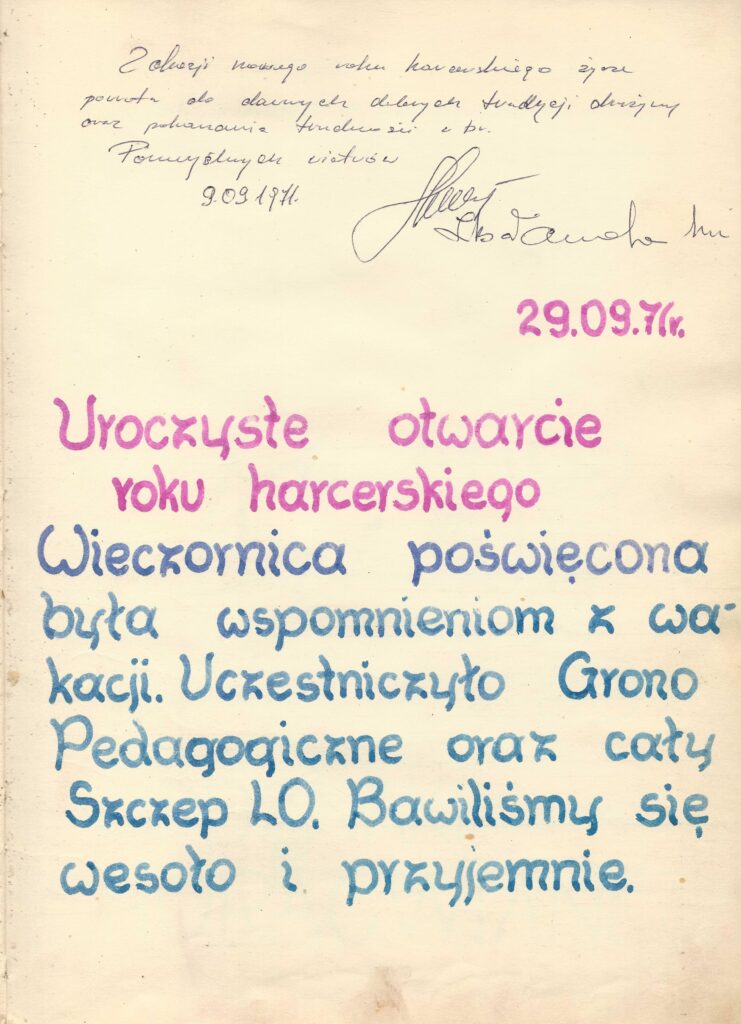 Z okazji nowego roku harcerskiego życzę
powrotu do dawnych dobrych tradycji drużyny
oraz pokonania trudności
Pomyślnych wiatrów
9.09.1971.
29.09.71r.
Uroczyste otwarcie
roku harcerskiego
Wieczornica poświęcona
była wspomnieniom z wa-
kacji. Uczestniczyło Grono
Pedagogiczne oraz cały
Szczep LO. Bawiliśmy się
wesoło i przyjemnie.